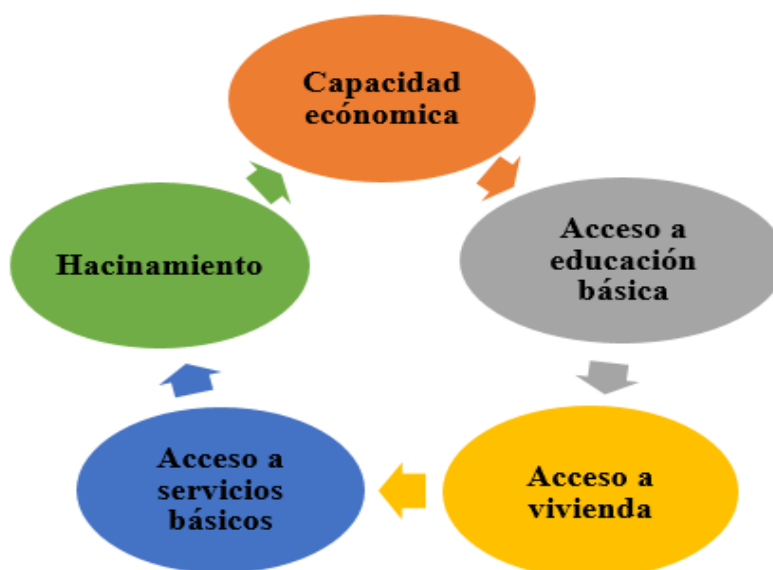 Capacidad
ecónomica
Acceso a
educación
básica
Acceso a
vivienda
Acceso a
servicios
básicos
Hacinamiento